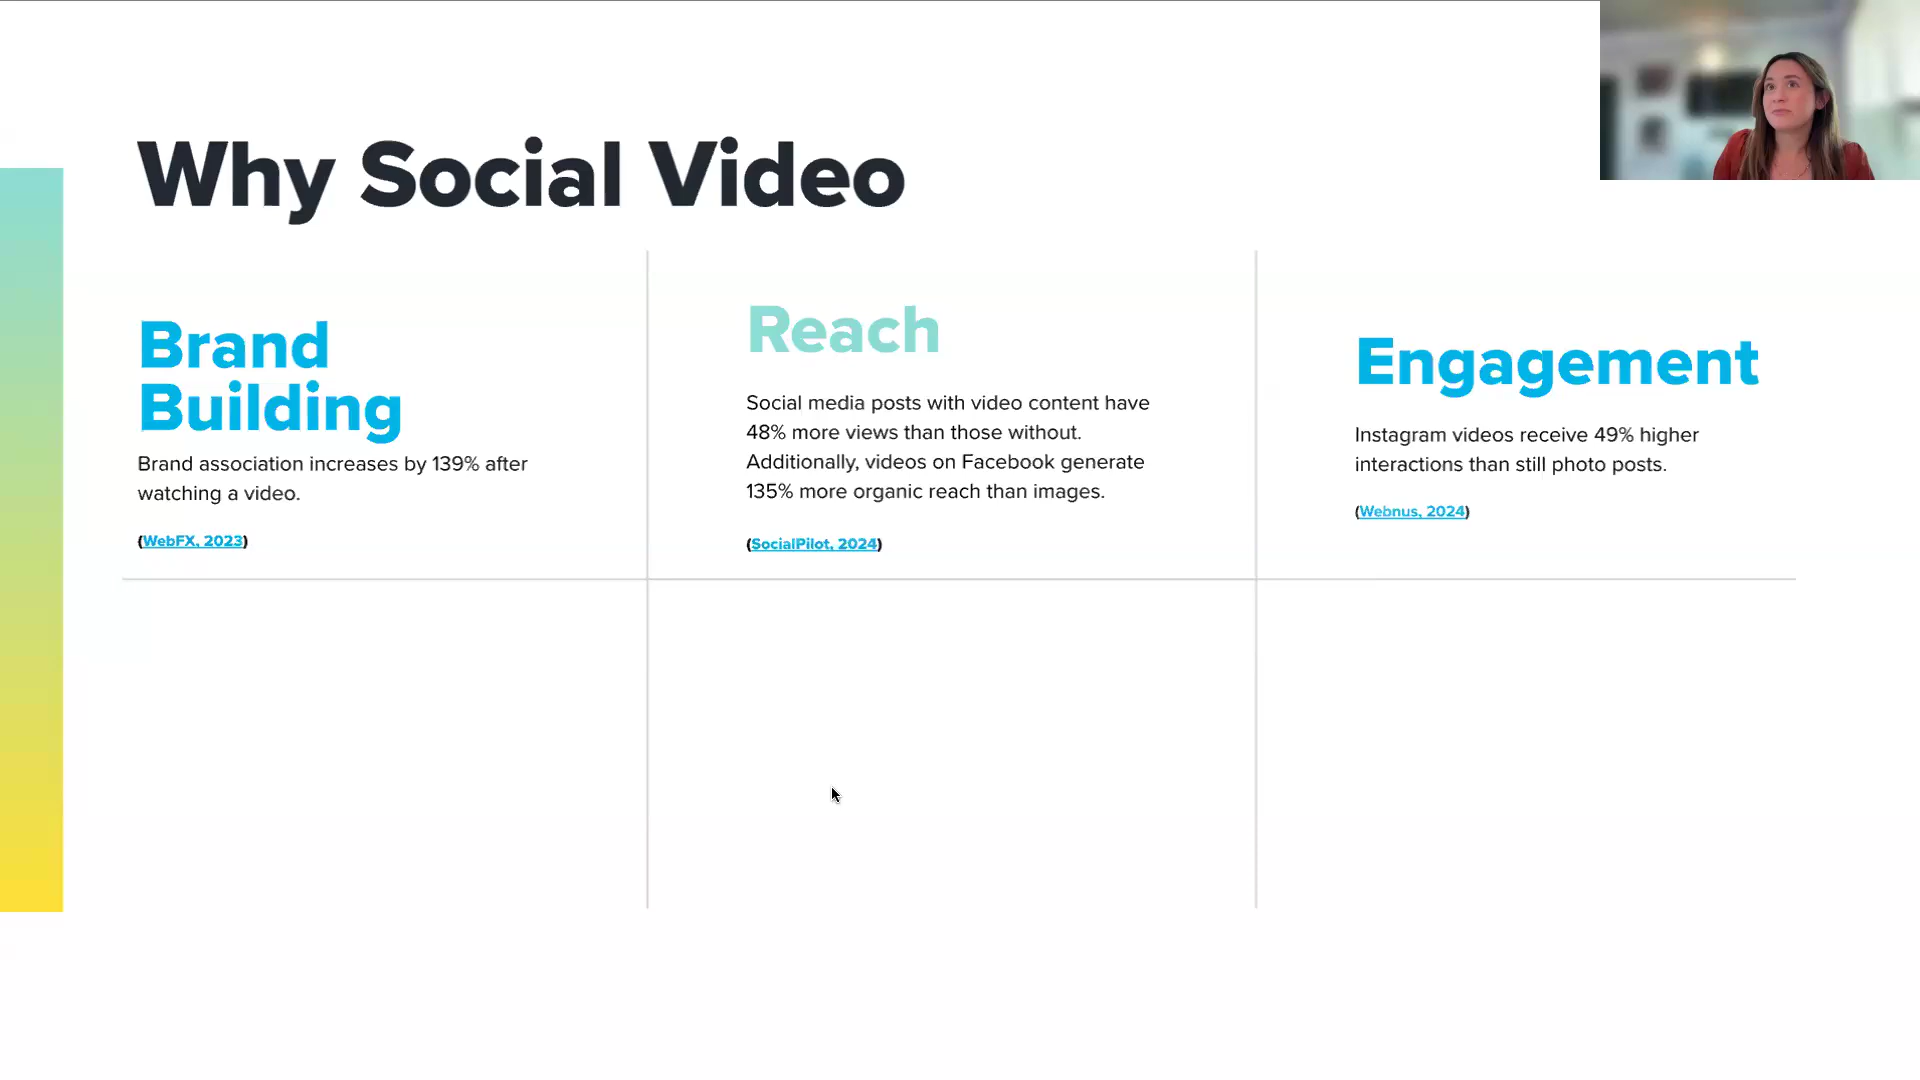 Why Social Video
Brand
Building
Brand association increases by 139% after
watching a video.
(WebFX, 2023)
Reach
Social media posts with video content have
48% more views than those without.
Additionally, videos on Facebook generate
135% more organic reach than images.
(SocialPilot, 2024)
Engagement
Instagram videos receive 49% higher
interactions than still photo posts.
(Webnus, 2024)